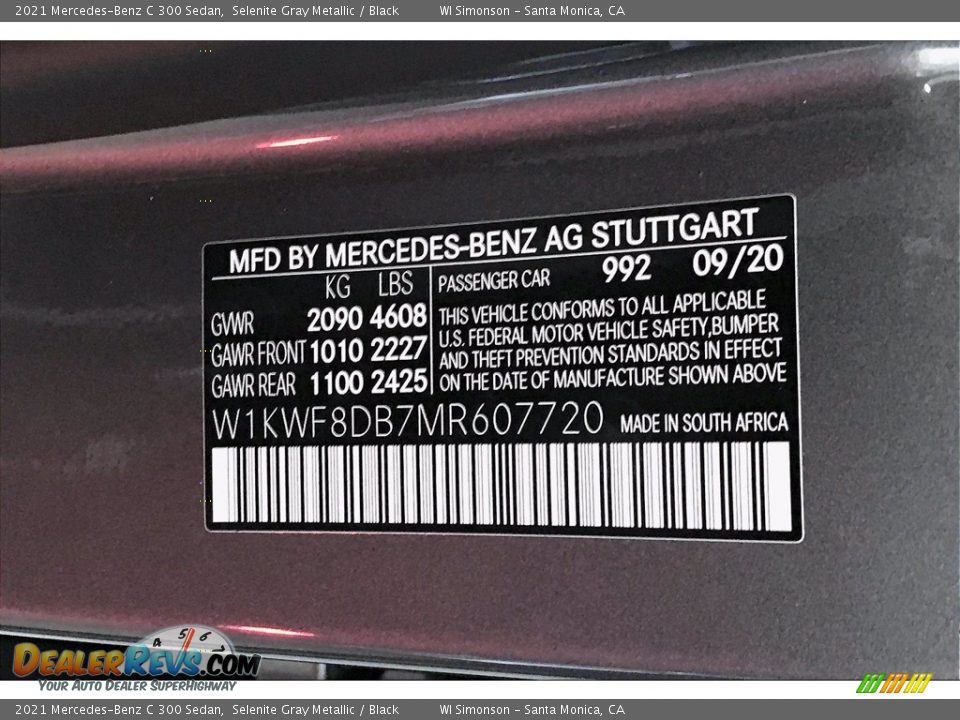 2021 Mercedes-Benz C 300 Sedan, Selenite Gray Metallic / Black WI Simonson - Santa Monica, CA
MFD BY MERCEDES-BENZ AG STUTTGART
KG LBS PASSENGER CAR 992 09/20
GVWR 2090 4608
GAWR FRONT 1010 2227
GAWR REAR 1100 2425
THIS VEHICLE CONFORMS TO ALL APPLICABLE
U.S. FEDERAL MOTOR VEHICLE SAFETY,BUMPER
AND THEFT PREVENTION STANDARDS IN EFFECT
ON THE DATE OF MANUFACTURE SHOWN ABOVE
W1KWF8DB7MR607720 MADE IN SOUTH AFRICA
4 5 6 7
DEALERREVS.COM
YOUR AUTO DEALER SUPERHIGHWAY
2021 Mercedes-Benz C 300 Sedan, Selenite Gray Metallic / Black WI Simonson - Santa Monica, CA